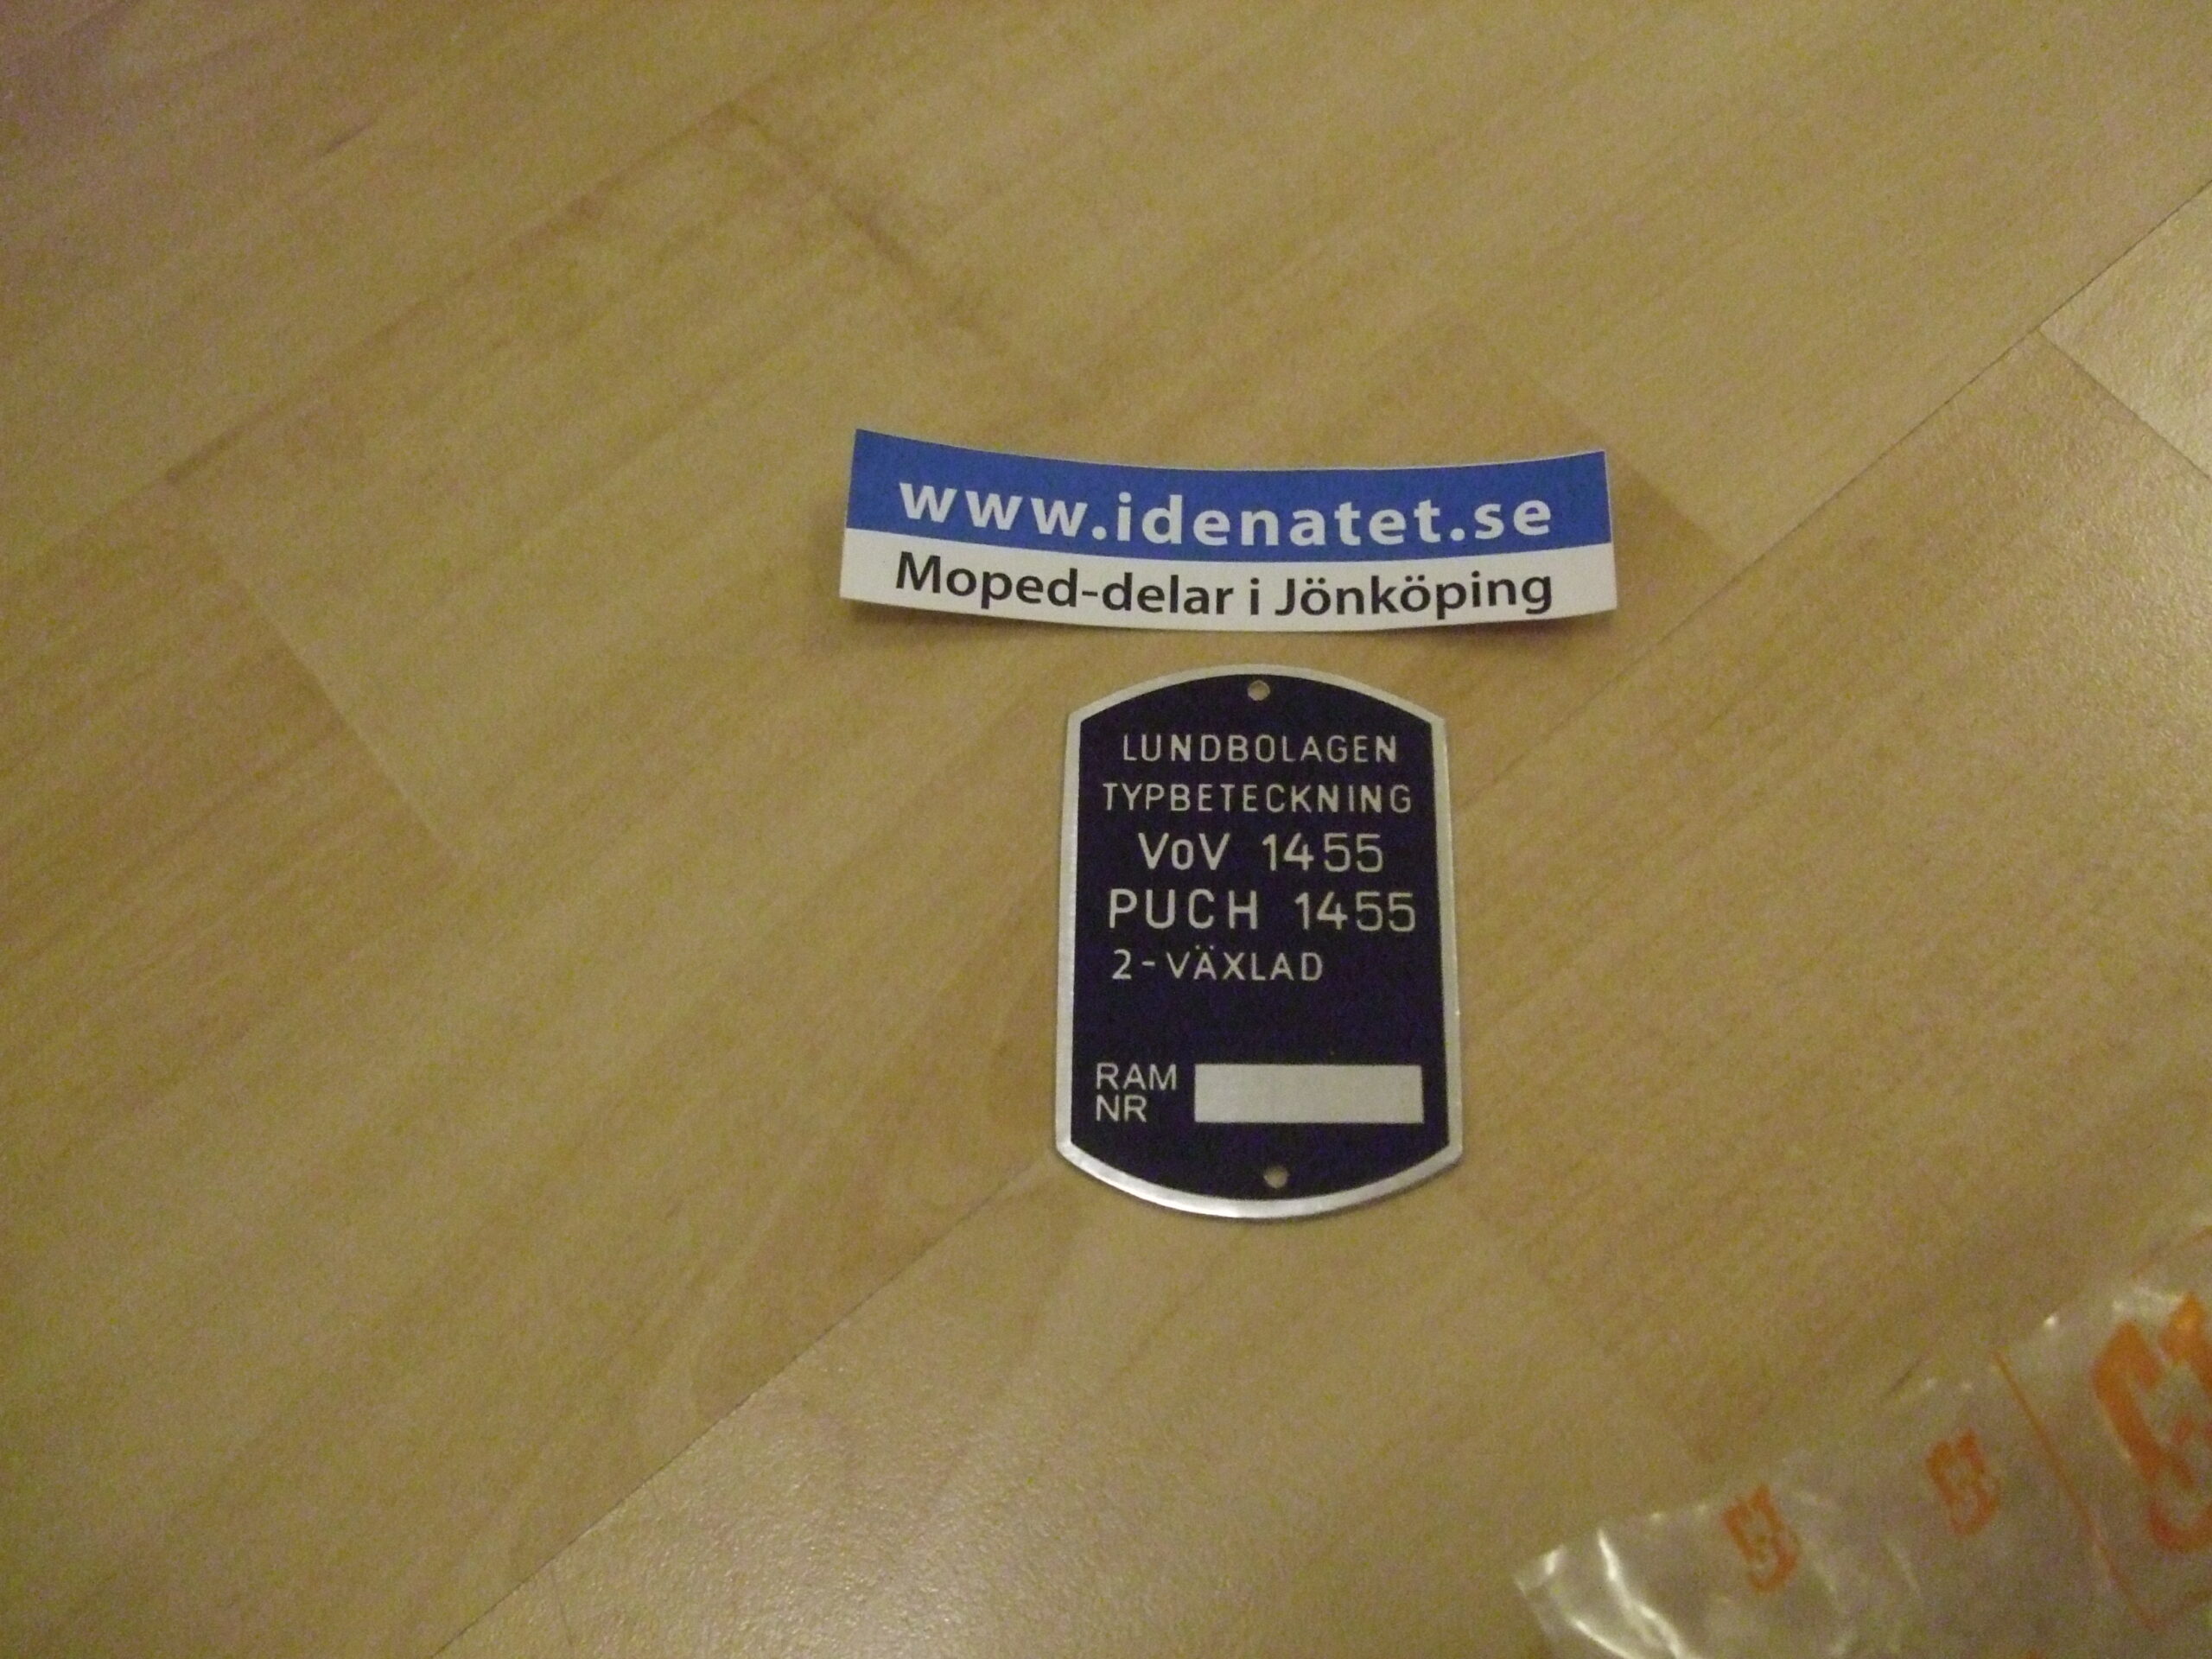 www.idenatet.se
Moped-delar i Jönköping
LUNDBOLAGEN
TYPBETECKNING
VoV 1455
PUCH 1455
2-VÄXLAD
RAM
NR